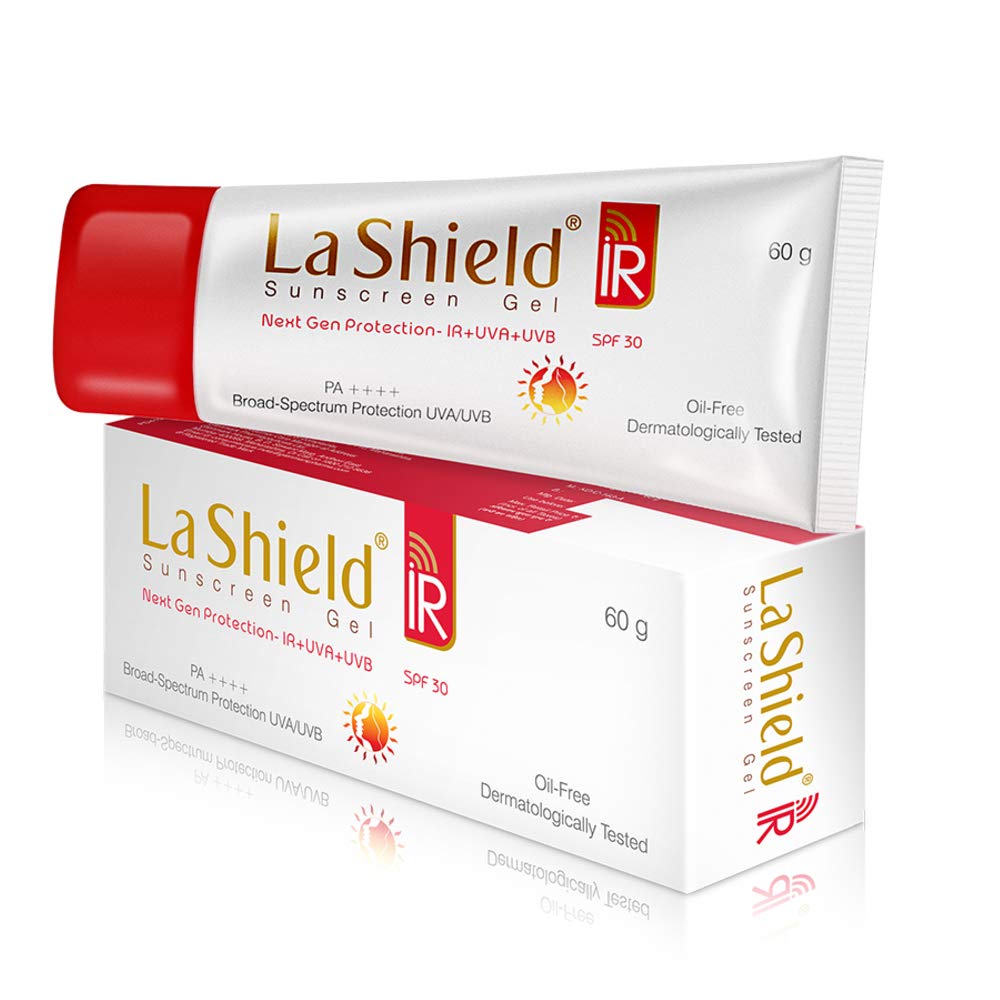 La Shield®
Sunscreen Gel
IR
Next Gen Protection- IR+UVA+UVB
SPF 30
60 g
PA ++++
Broad-Spectrum Protection UVA/UVB
Oil-Free
Dermatologically Tested
La Shield®
Sunscreen Gel
IR
Next Gen Protection- IR+UVA+UVB
SPF 30
60 g
PA ++++
Broad-Spectrum Protection UVA/UVB
Oil-Free
Dermatologically Tested
La Shield®
Sunscreen Gel
IR